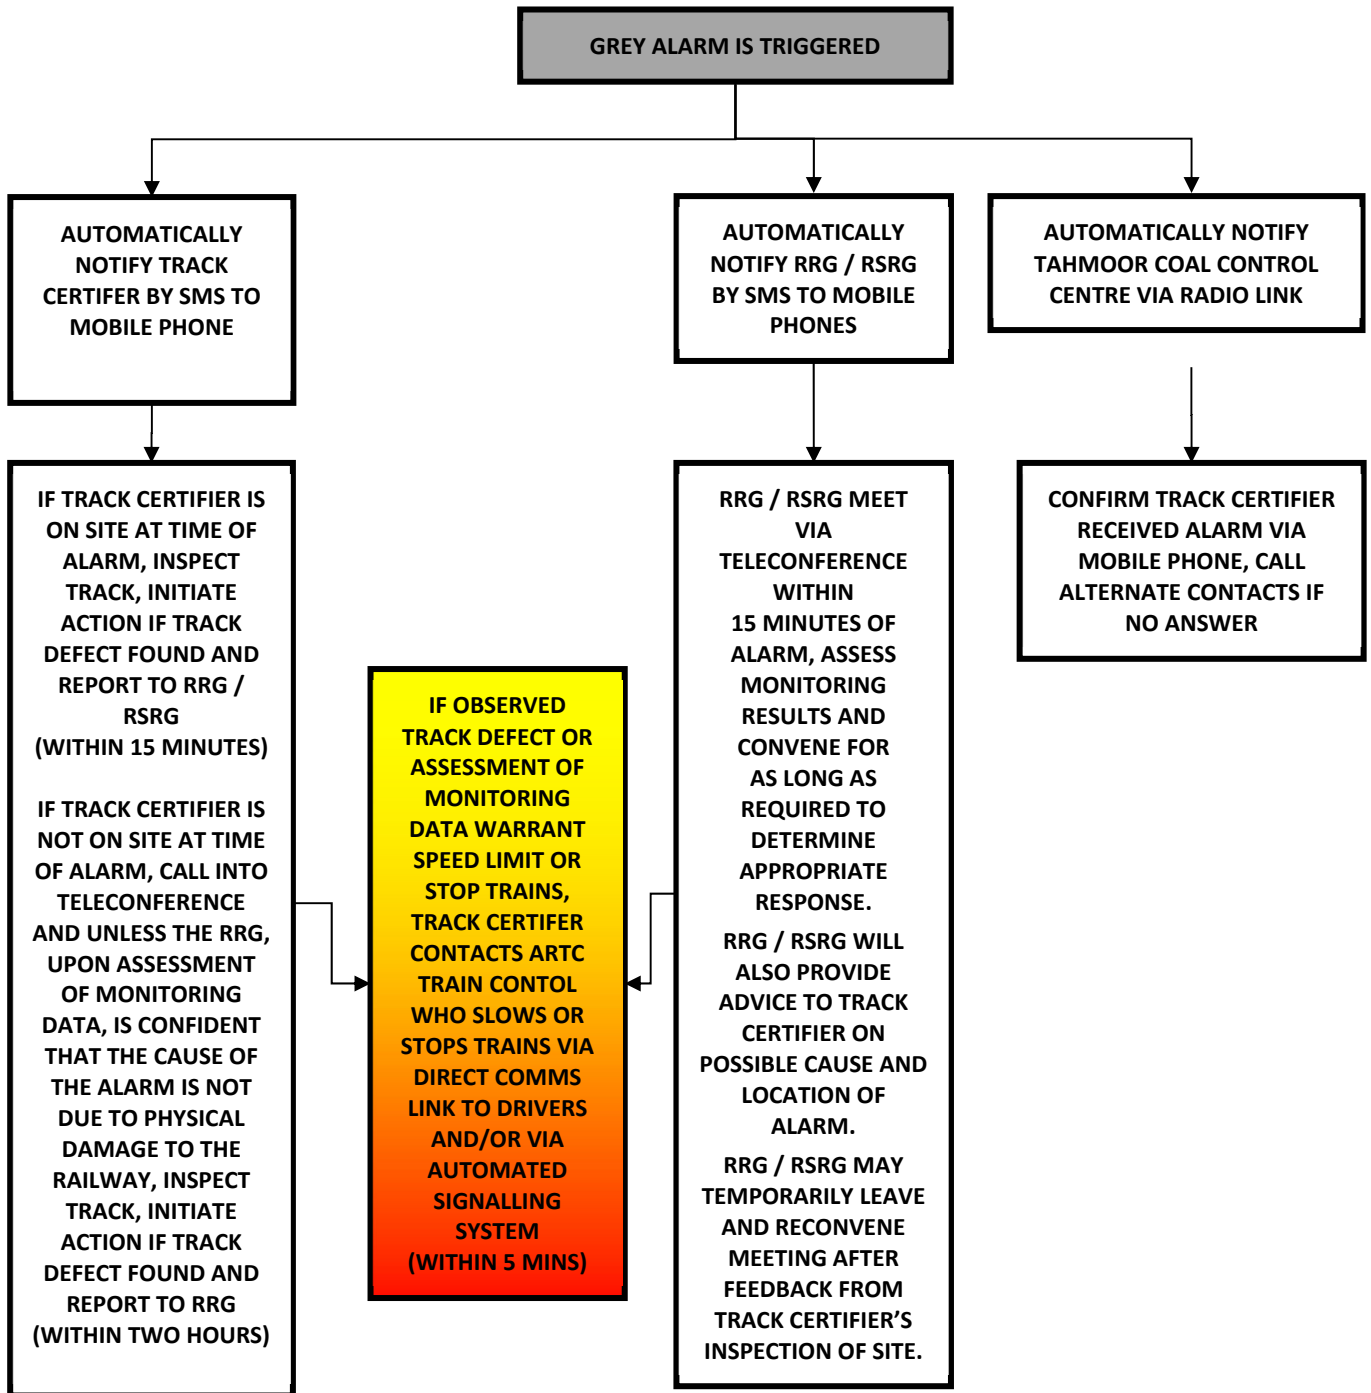 GREY ALARM IS TRIGGERED
AUTOMATICALLY
NOTIFY TRACK
CERTIFER BY SMS TO
MOBILE PHONE
AUTOMATICALLY
NOTIFY RRG / RSRG
BY SMS TO MOBILE
PHONES
AUTOMATICALLY NOTIFY
TAHMOOR COAL CONTROL
CENTRE VIA RADIO LINK
IF TRACK CERTIFIER IS
ON SITE AT TIME OF
ALARM, INSPECT
TRACK, INITIATE
ACTION IF TRACK
DEFECT FOUND AND
REPORT TO RRG /
RSRG
(WITHIN 15 MINUTES)
IF TRACK CERTIFIER IS
NOT ON SITE AT TIME
OF ALARM, CALL INTO
TELECONFERENCE
AND UNLESS THE RRG,
UPON ASSESSMENT
OF MONITORING
DATA, IS CONFIDENT
THAT THE CAUSE OF
THE ALARM IS NOT
DUE TO PHYSICAL
DAMAGE TO THE
RAILWAY, INSPECT
TRACK, INITIATE
ACTION IF TRACK
DEFECT FOUND AND
REPORT TO RRG
(WITHIN TWO HOURS)
IF OBSERVED
TRACK DEFECT OR
ASSESSMENT OF
MONITORING
DATA WARRANT
SPEED LIMIT OR
STOP TRAINS,
TRACK CERTIFER
CONTACTS ARTC
TRAIN CONTOL
WHO SLOWS OR
STOPS TRAINS VIA
DIRECT COMMS
LINK TO DRIVERS
AND/OR VIA
AUTOMATED
SIGNALLING
SYSTEM
(WITHIN 5 MINS)
RRG / RSRG MEET
VIA
TELECONFERENCE
WITHIN
15 MINUTES OF
ALARM, ASSESS
MONITORING
RESULTS AND
CONVENE FOR
AS LONG AS
REQUIRED TO
DETERMINE
APPROPRIATE
RESPONSE.
RRG / RSRG WILL
ALSO PROVIDE
ADVICE TO TRACK
CERTIFIER ON
POSSIBLE CAUSE AND
LOCATION OF
ALARM.
RRG / RSRG MAY
TEMPORARILY LEAVE
AND RECONVENE
MEETING AFTER
FEEDBACK FROM
TRACK CERTIFIER’S
INSPECTION OF SITE.
CONFIRM TRACK CERTIFIER
RECEIVED ALARM VIA
MOBILE PHONE, CALL
ALTERNATE CONTACTS IF
NO ANSWER